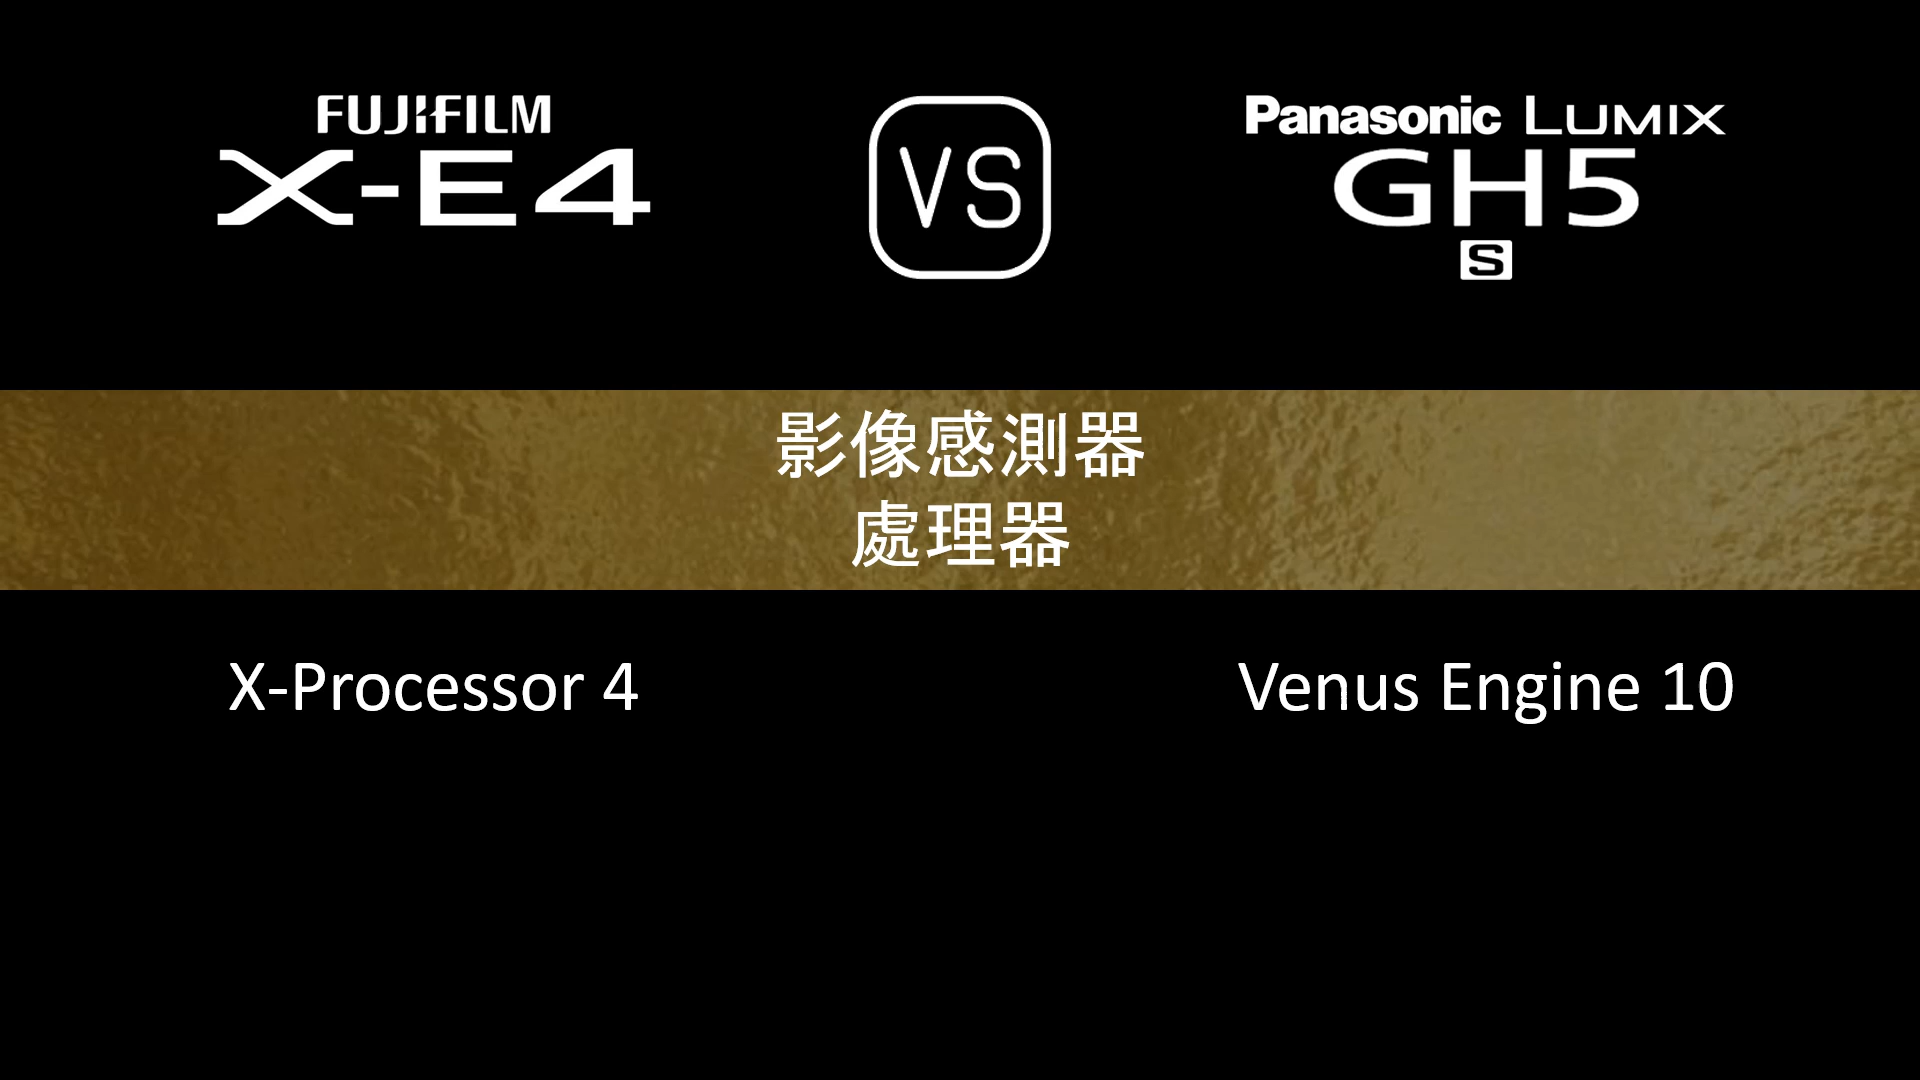 FUJIFILM
X-E4
VS
Panasonic LUMIX
GH5
S
影像感測器
處理器
X-Processor 4
Venus Engine 10